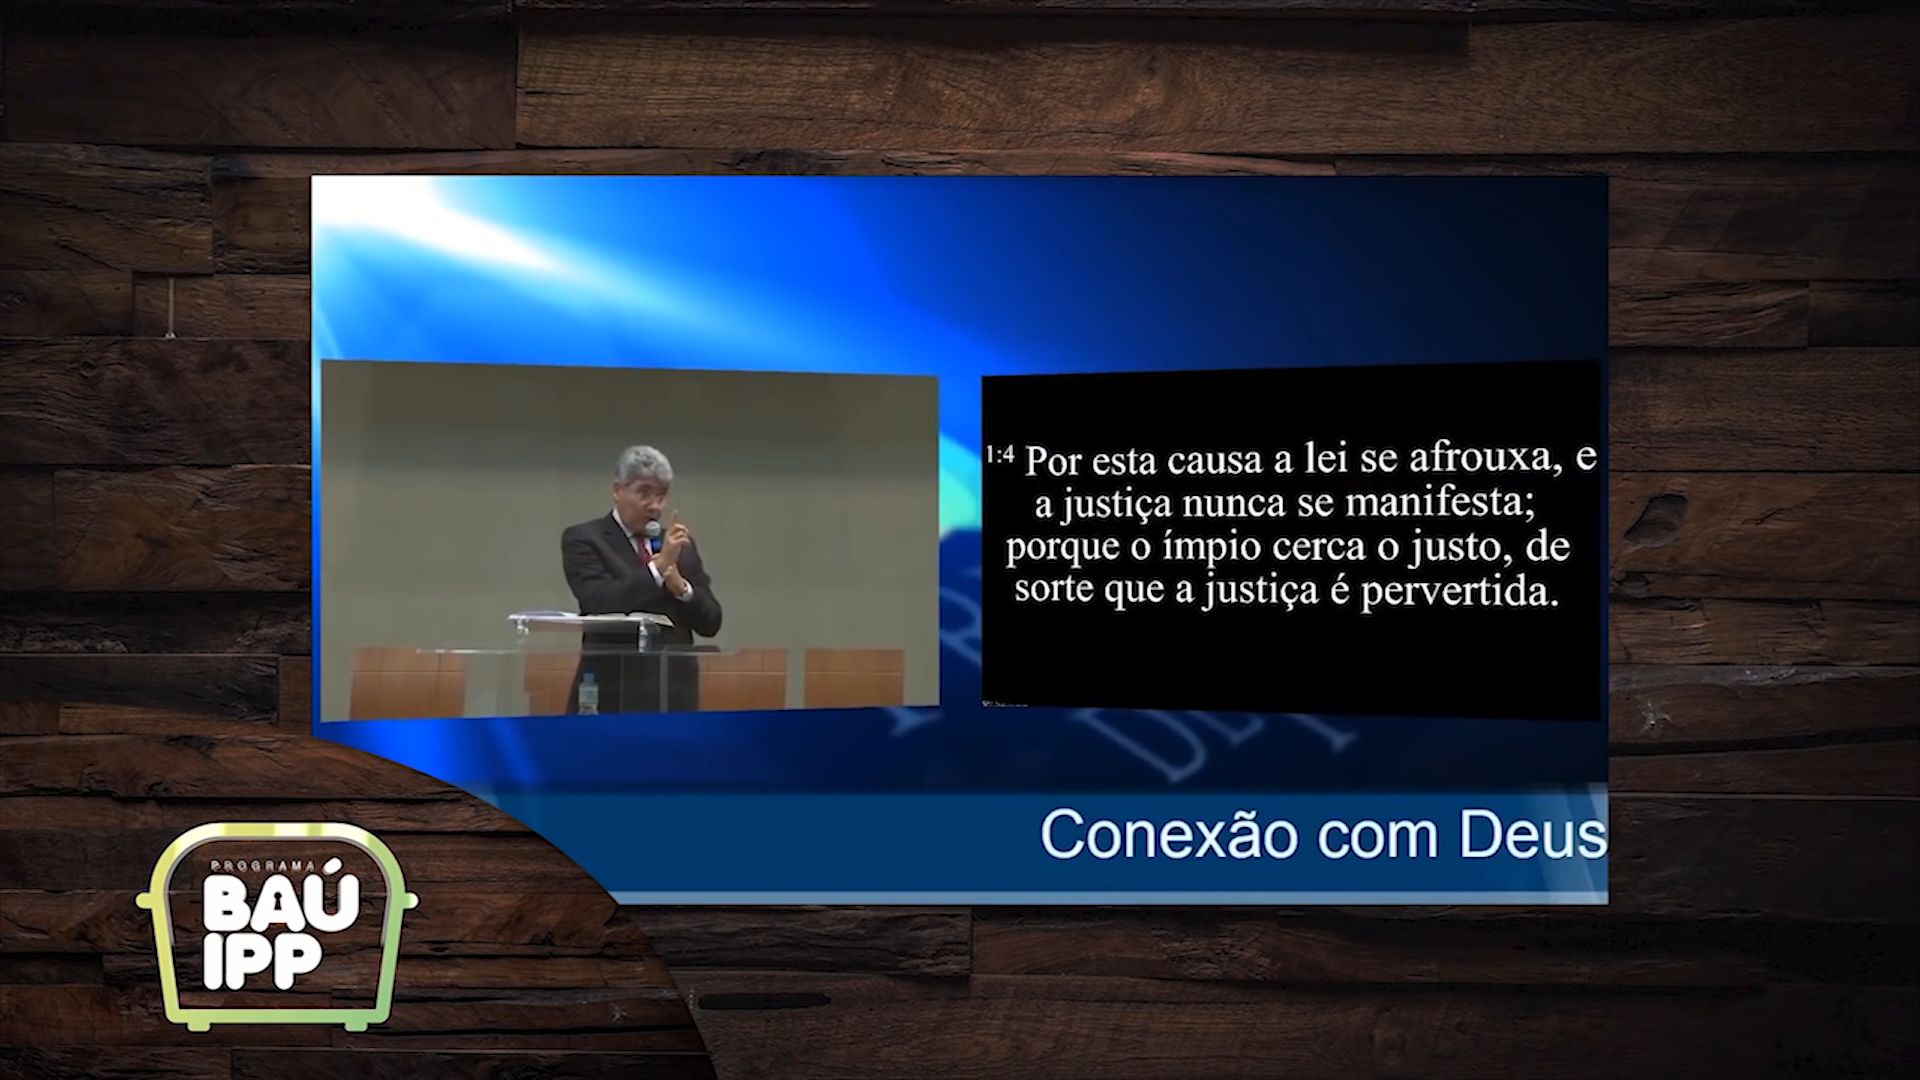 1:4 Por esta causa a lei se afrouxa, e
a justiça nunca se manifesta;
porque o ímpio cerca o justo, de
sorte que a justiça é pervertida.
Conexão com Deus
PROGRAMA
BAÚ
IPP